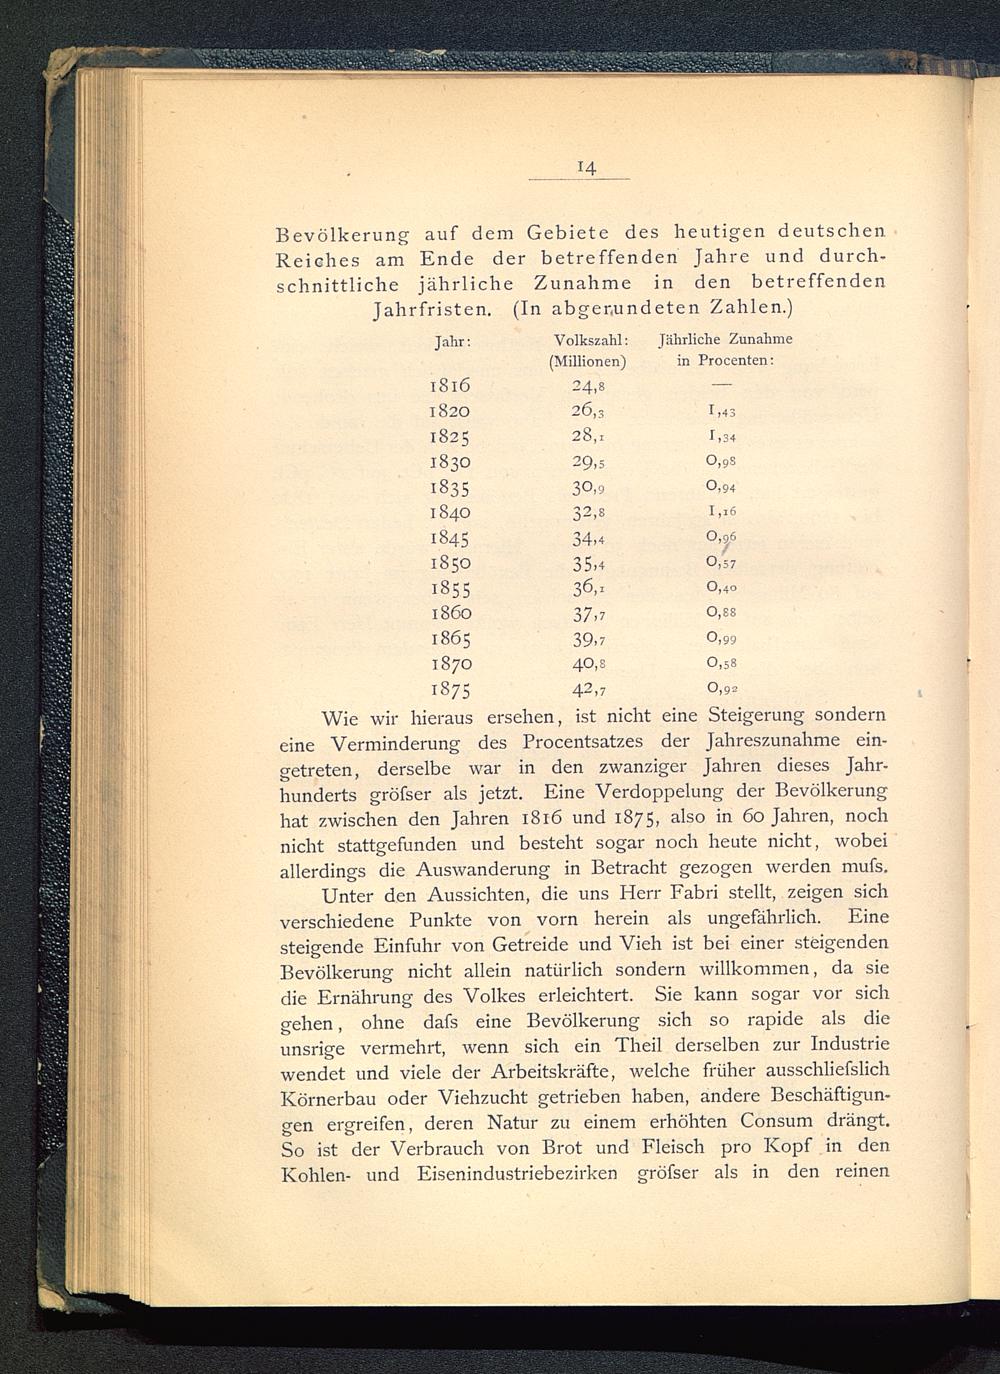 14
Bevölkerung auf dem Gebiete des heutigen deutschen
Reiches am Ende der betreffenden Jahre und durch-
schnittliche jährliche Zunahme in den betreffenden
Jahrfristen. (In abgerundeten Zahlen.)
Jahr: Volkszahl: Jährliche Zunahme
(Millionen) in Procenten:
1816 24,8 —
1820 26,3 1,43
1825 28,1 1,34
1830 29,5 0,98
1835 30,9 0,94
1840 32,8 1,16
1845 34,4 0,96
1850 35,4 0,57
1855 36,1 0,40
1860 37,7 0,88
1865 39,7 0,99
1870 40,8 0,58
1875 42,7 0,92
Wie wir hieraus ersehen, ist nicht eine Steigerung sondern
eine Verminderung des Procentsatzes der Jahreszunahme ein-
getreten, derselbe war in den zwanziger Jahren dieses Jahr-
hunderts gröſser als jetzt. Eine Verdoppelung der Bevölkerung
hat zwischen den Jahren 1816 und 1875, also in 60 Jahren, noch
nicht stattgefunden und besteht sogar noch heute nicht, wobei
allerdings die Auswanderung in Betracht gezogen werden muſs.
Unter den Aussichten, die uns Herr Fabri stellt, zeigen sich
verschiedene Punkte von vorn herein als ungefährlich. Eine
steigende Einfuhr von Getreide und Vieh ist bei einer steigenden
Bevölkerung nicht allein natürlich sondern willkommen, da sie
die Ernährung des Volkes erleichtert. Sie kann sogar vor sich
gehen, ohne daſs eine Bevölkerung sich so rapide als die
unsrige vermehrt, wenn sich ein Theil derselben zur Industrie
wendet und viele der Arbeitskräfte, welche früher ausschlieſslich
Körnerbau oder Viehzucht getrieben haben, andere Beschäftigun-
gen ergreifen, deren Natur zu einem erhöhten Consum drängt.
So ist der Verbrauch von Brot und Fleisch pro Kopf in den
Kohlen- und Eisenindustriebezirken gröſser als in den reinen